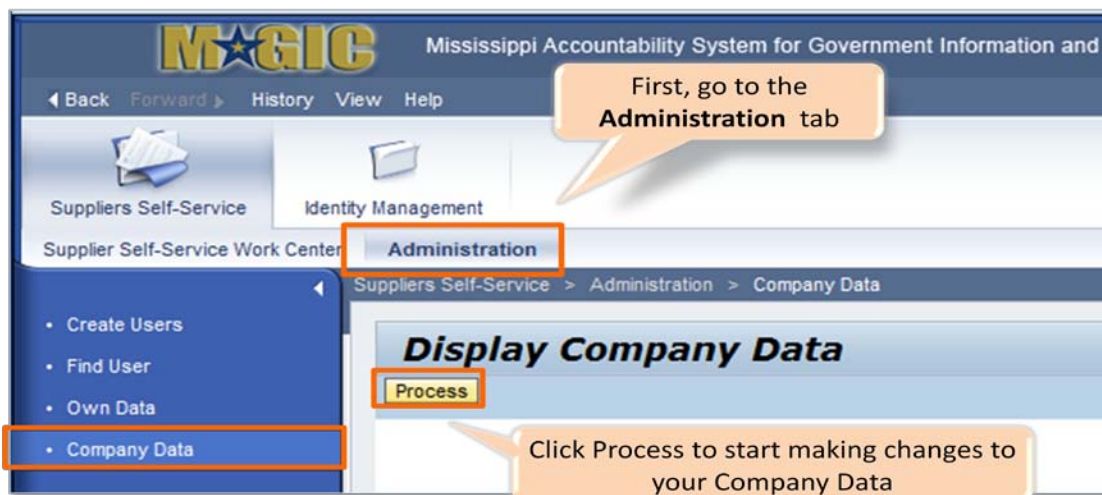 MAGIC Mississippi Accountability System for Government Information and
Back Forward History View Help
First, go to the
Administration tab
Suppliers Self-Service Identity Management
Supplier Self-Service Work Center Administration
Suppliers Self-Service > Administration > Company Data
• Create Users
• Find User
• Own Data
• Company Data
Display Company Data
Process
Click Process to start making changes to
your Company Data